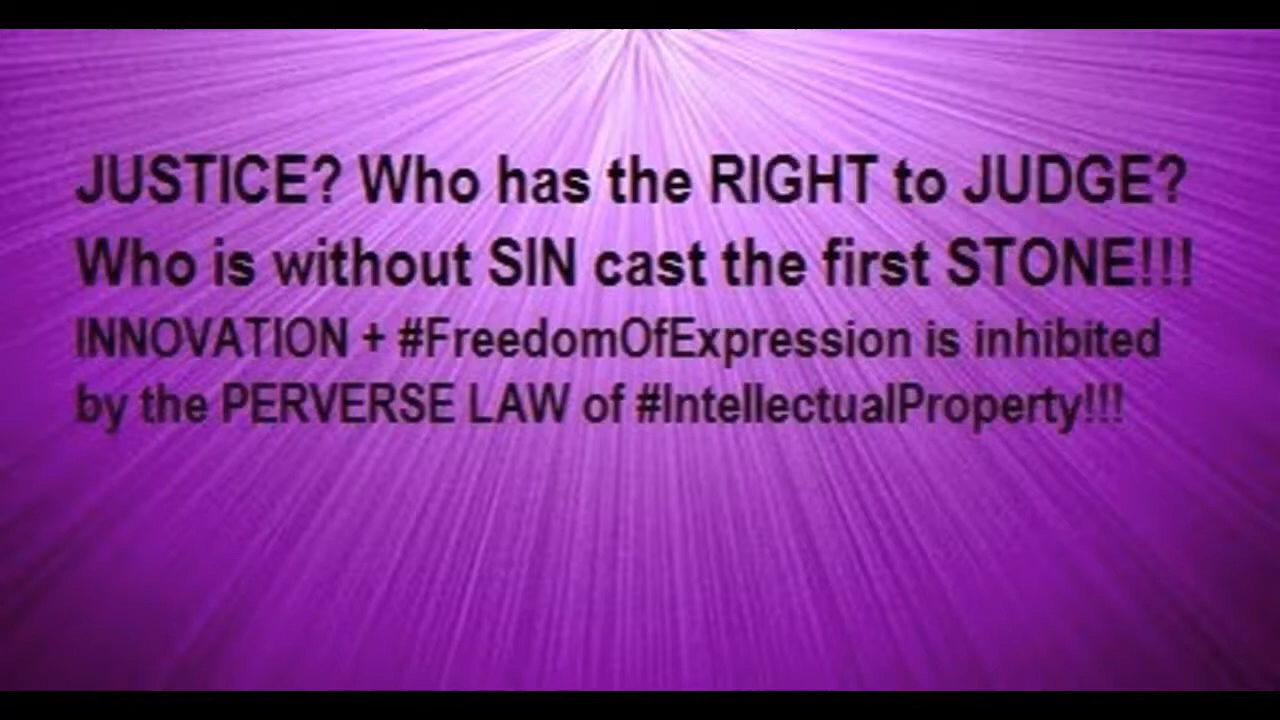 JUSTICE? Who has the RIGHT to JUDGE?
Who is without SIN cast the first STONE!!!
INNOVATION + #FreedomOfExpression is inhibited
by the PERVERSE LAW of #IntellectualProperty!!!